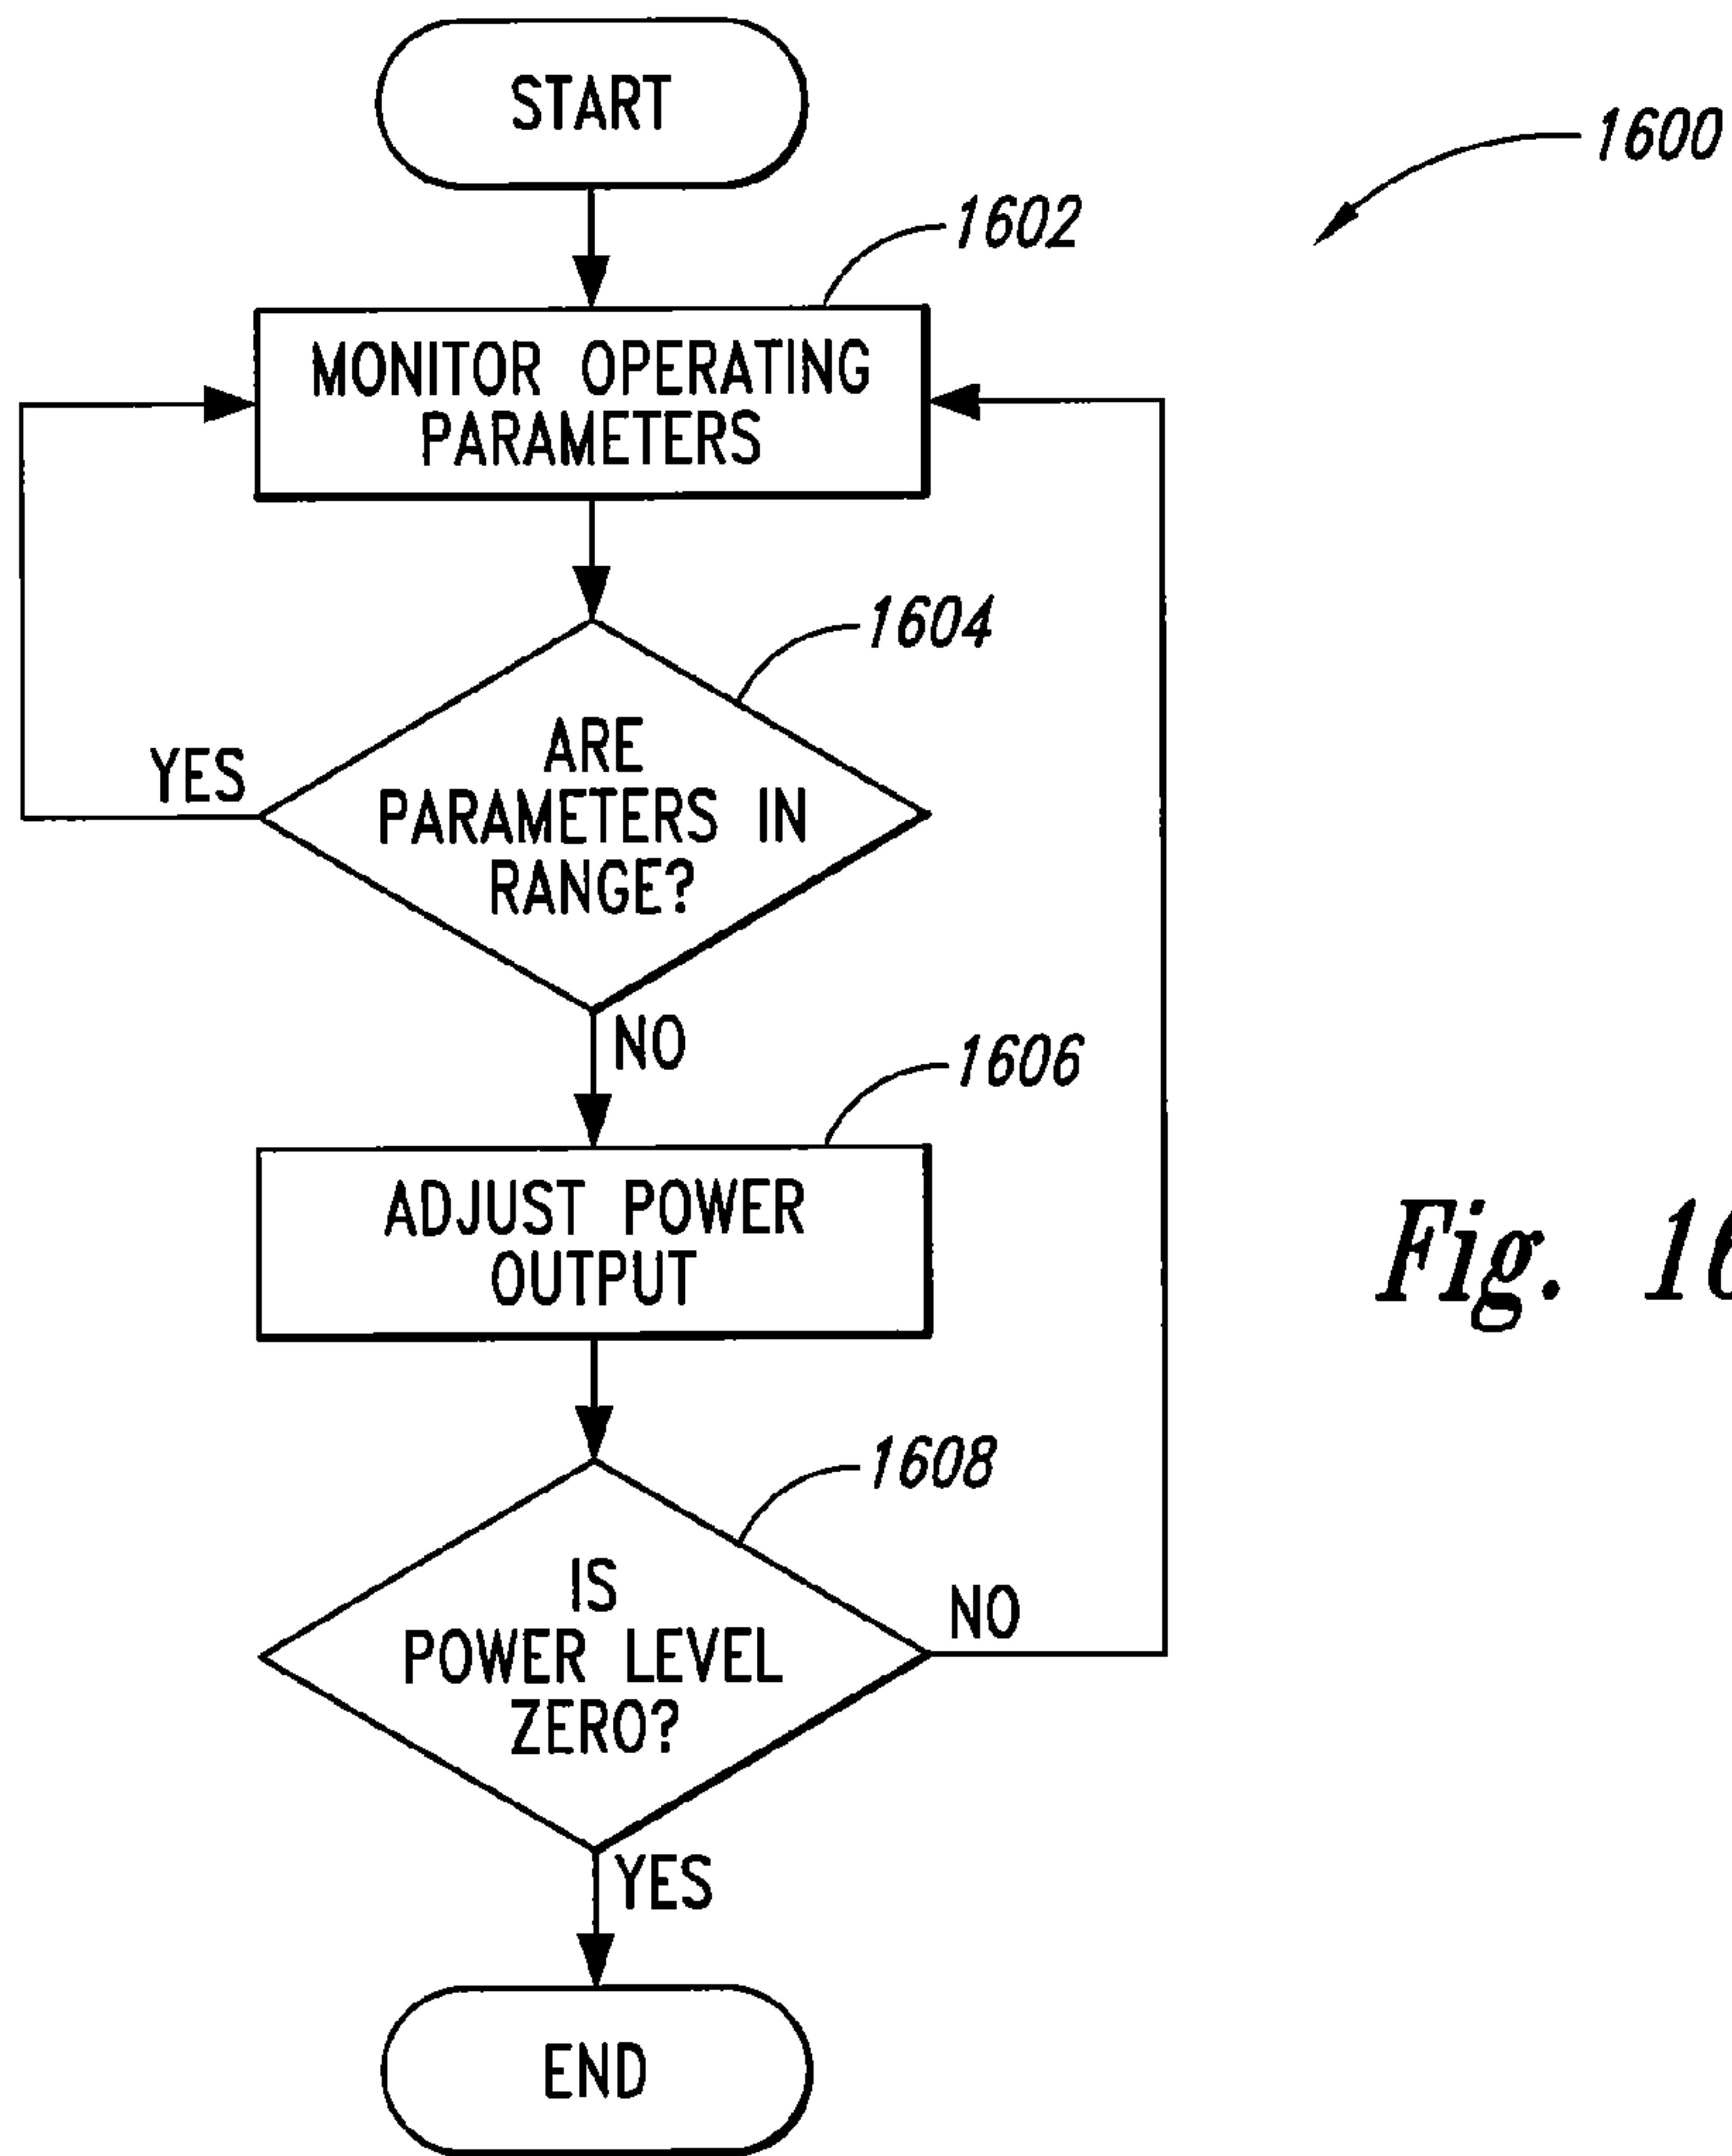 START
1600
1602
MONITOR OPERATING
PARAMETERS
1604
ARE
PARAMETERS IN
RANGE?
YES
NO
1606
ADJUST POWER
OUTPUT
Fig.
1608
IS
POWER LEVEL
ZERO?
NO
YES
END